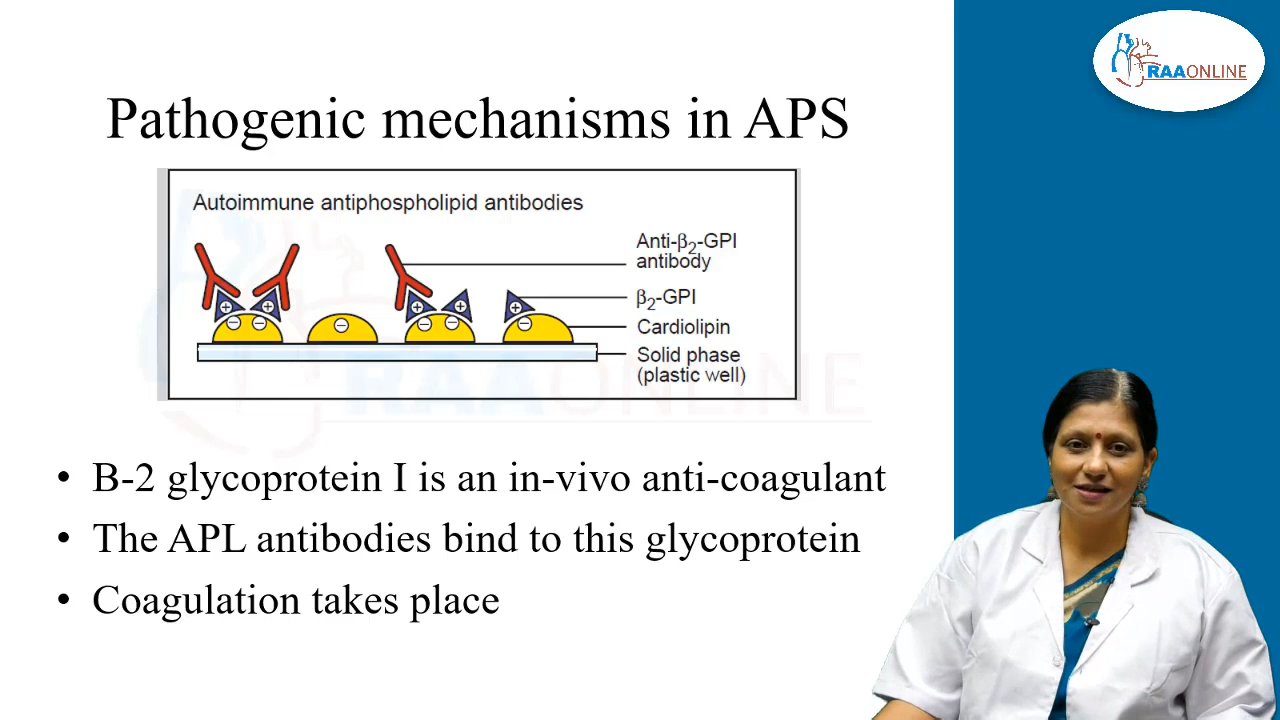 RAAONLINE
Pathogenic mechanisms in APS
Autoimmune antiphospholipid antibodies
Anti-β2-GPI
antibody
β2-GPI
Cardiolipin
Solid phase
(plastic well)
+ + + + +
− − − − − −
RAAONLINE
• B-2 glycoprotein I is an in-vivo anti-coagulant
• The APL antibodies bind to this glycoprotein
• Coagulation takes place